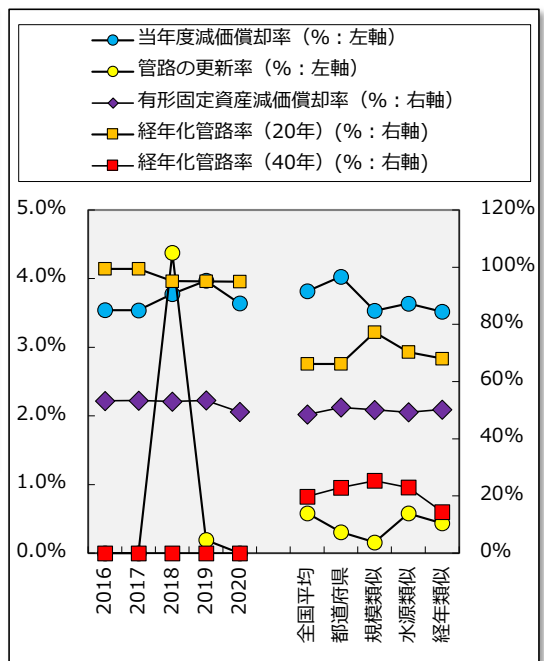 当年度減価償却率（%：左軸）
管路の更新率（%：左軸）
有形固定資産減価償却率（%：右軸）
経年化管路率（20年）(%：右軸)
経年化管路率（40年）(%：右軸)
5.0%
4.0%
3.0%
2.0%
1.0%
0.0%
120%
100%
80%
60%
40%
20%
0%
2016
2017
2018
2019
2020
全国平均
都道府県
規模類似
水源類似
経年類似